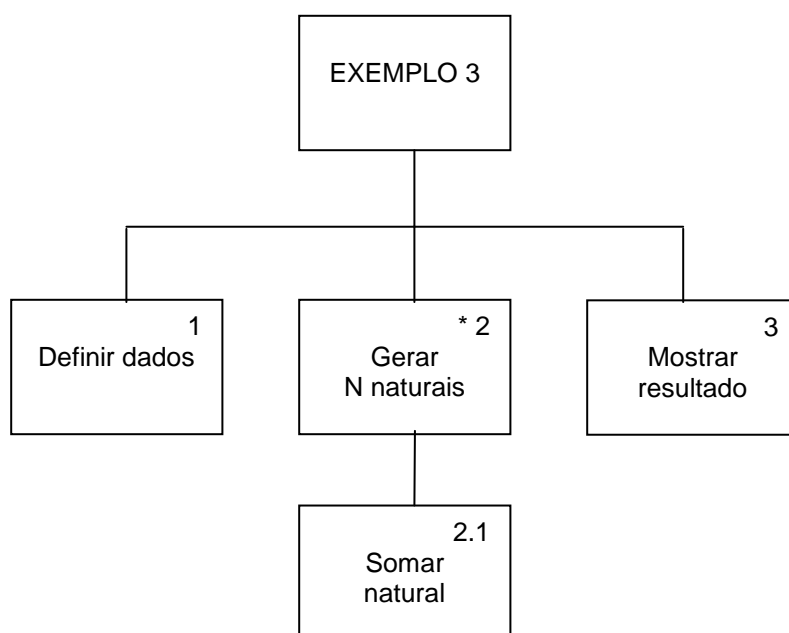 EXEMPLO 3
1
Definir dados
* 2
Gerar
N naturais
3
Mostrar
resultado
2.1
Somar
natural